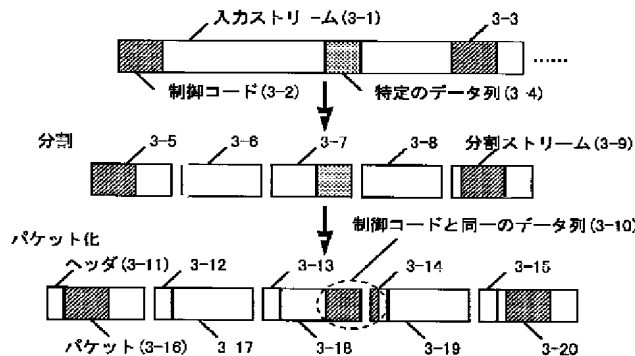 入力ストリーム(3-1)
3-3
……
制御コード(3-2)
特定のデータ列(3-4)
分割
3-5
3-6
3-7
3-8
分割ストリーム(3-9)
制御コードと同一のデータ列(3-10)
パケット化
ヘッダ(3-11)
3-12
3-13
3-14
3-15
パケット(3-16)
3-17
3-18
3-19
3-20